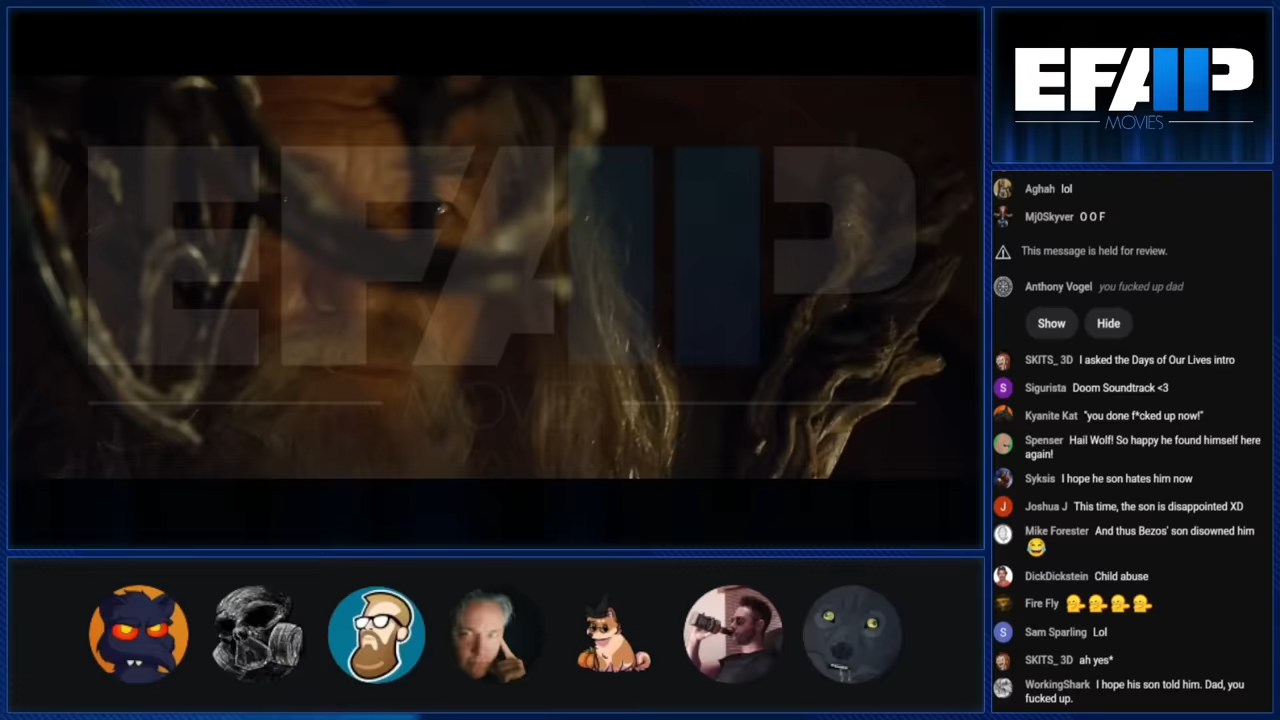 EFAP
MOVIES
EFAP
MOVIES
Aghah lol
Mj0Skyver O O F
This message is held for review.
Anthony Vogel you fucked up dad
Show Hide
SKITS_ 3D I asked the Days of Our Lives intro
S Sigurista Doom Soundtrack <3
Kyanite Kat "you done f*cked up now!"
Spenser Hail Wolf! So happy he found himself here
again!
Syksis I hope he son hates him now
J Joshua J This time, the son is disappointed XD
Mike Forester And thus Bezos' son disowned him
😂
DickDickstein Child abuse
Fire Fly 🫡🫡🫡🫡
S Sam Sparling Lol
SKITS_ 3D ah yes*
WorkingShark I hope his son told him. Dad, you
fucked up.